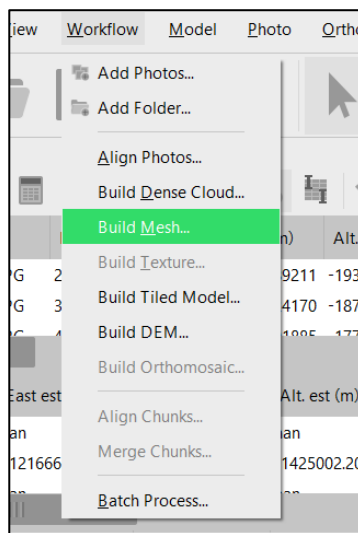 iew Workflow Model Photo Ortho
Add Photos...
Add Folder...
Align Photos...
Build Dense Cloud...
Build Mesh...
n) Alt.
Build Texture...
PG 2 9211 -193
Build Tiled Model...
PG 3 4170 -187
Build DEM...
Build Orthomosaic...
East est Alt. est (m)
Align Chunks...
an nan
Merge Chunks...
121666 1425002.20
Batch Process...